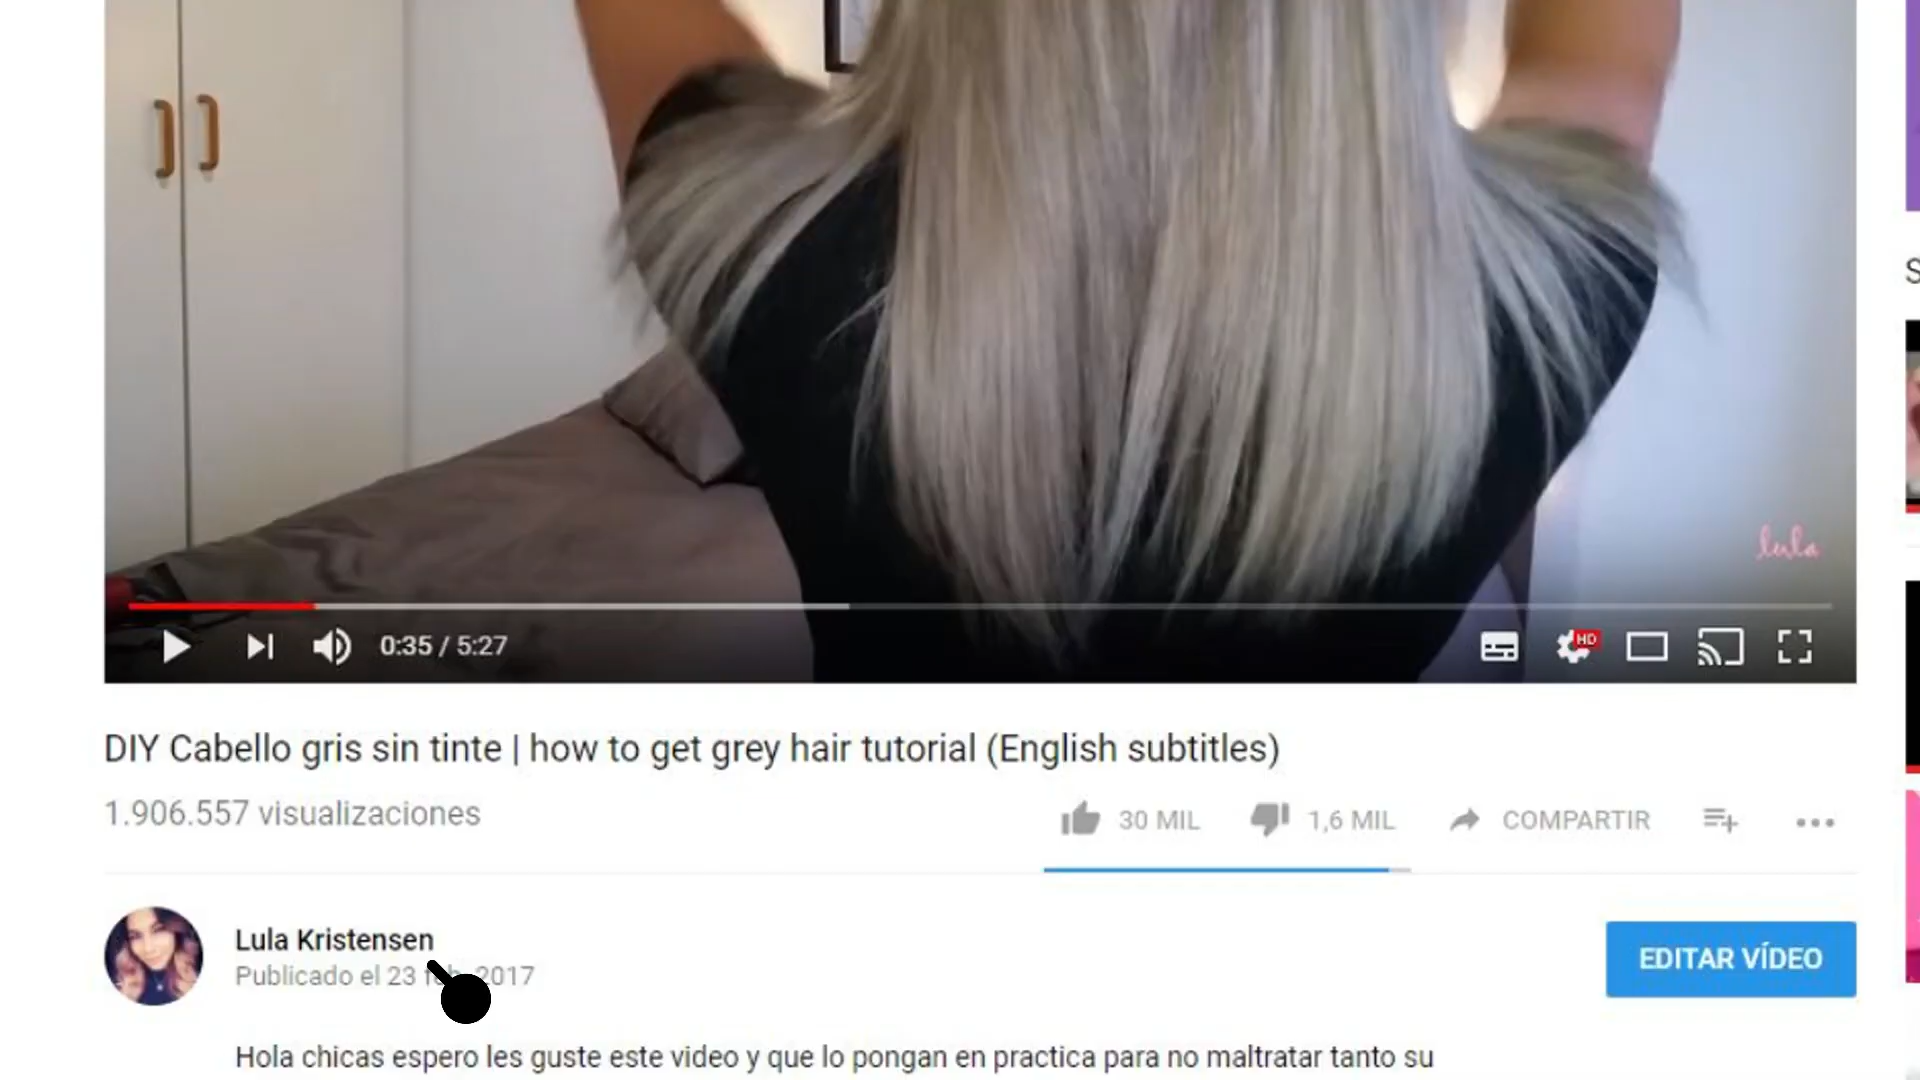 lula
0:35 / 5:27
HD
DIY Cabello gris sin tinte | how to get grey hair tutorial (English subtitles)
1.906.557 visualizaciones
30 MIL
1,6 MIL
COMPARTIR
Lula Kristensen
Publicado el 23 2017
EDITAR VÍDEO
Hola chicas espero les guste este video y que lo pongan en practica para no maltratar tanto su